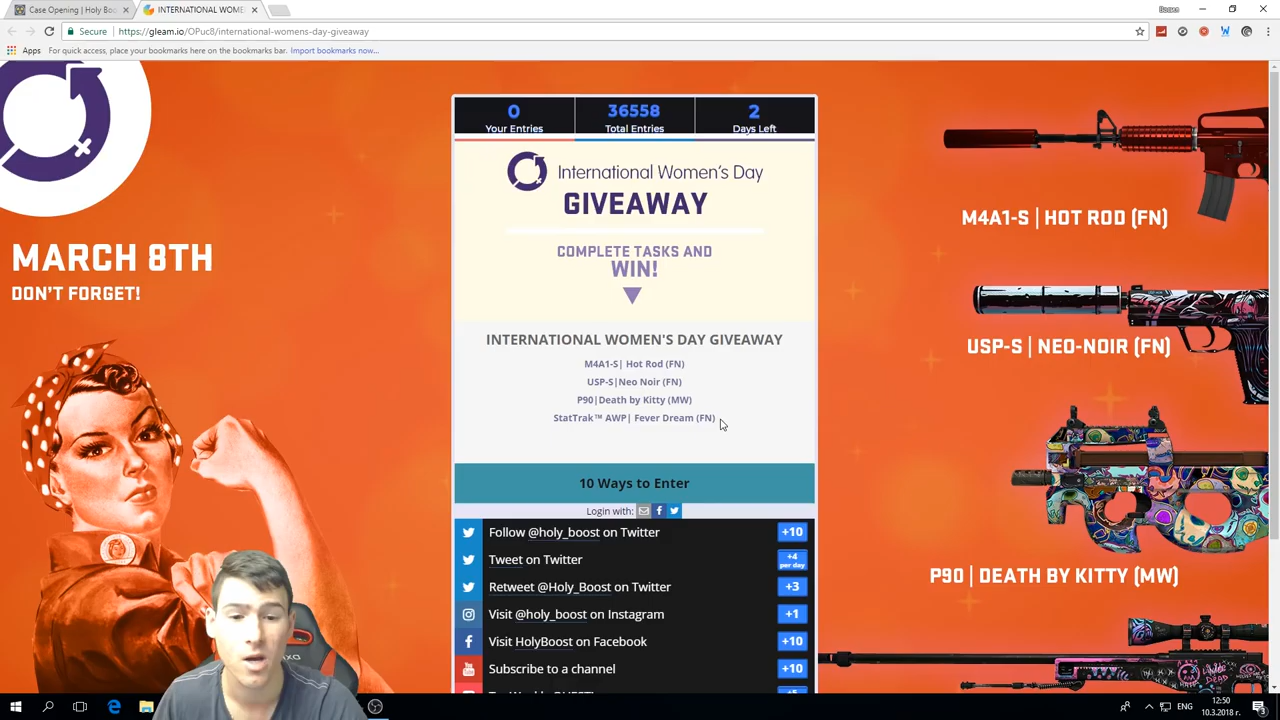 Case Opening | Holy Boo
INTERNATIONAL WOME
Secure
https://gleam.io/OPuc8/international-womens-day-giveaway
Apps
For quick access, place your bookmarks here on the bookmarks bar. Import bookmarks now...
0
Your Entries
36558
Total Entries
2
Days Left
International Women's Day
GIVEAWAY
COMPLETE TASKS AND
WIN!
MARCH 8TH
DON'T FORGET!
INTERNATIONAL WOMEN'S DAY GIVEAWAY
M4A1-S| Hot Rod (FN)
USP-S|Neo Noir (FN)
P90|Death by Kitty (MW)
StatTrak™ AWP| Fever Dream (FN)
10 Ways to Enter
Login with:
Follow @holy_boost on Twitter
+10
Tweet on Twitter
+4
per day
Retweet @Holy_Boost on Twitter
+3
Visit @holy_boost on Instagram
+1
Visit HolyBoost on Facebook
+10
Subscribe to a channel
+10
M4A1-S | HOT ROD (FN)
USP-S | NEO-NOIR (FN)
P90 | DEATH BY KITTY (MW)
ENG
12:50
10.3.2018 г.